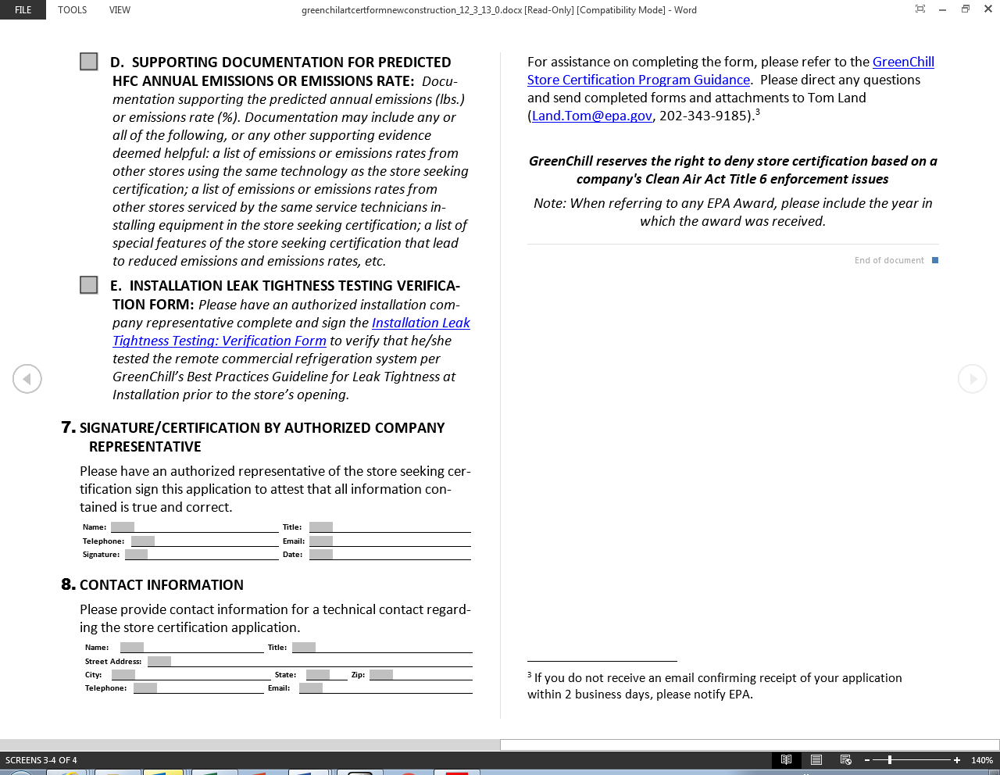 FILE TOOLS VIEW greenchilartcertformnewconstruction_12_3_13_0.docx [Read-Only] [Compatibility Mode] - Word
D. SUPPORTING DOCUMENTATION FOR PREDICTED
HFC ANNUAL EMISSIONS OR EMISSIONS RATE: Docu-
mentation supporting the predicted annual emissions (lbs.)
or emissions rate (%). Documentation may include any or
all of the following, or any other supporting evidence
deemed helpful: a list of emissions or emissions rates from
other stores using the same technology as the store seeking
certification; a list of emissions or emissions rates from
other stores serviced by the same service technicians in-
stalling equipment in the store seeking certification; a list of
special features of the store seeking certification that lead
to reduced emissions and emissions rates, etc.
E. INSTALLATION LEAK TIGHTNESS TESTING VERIFICA-
TION FORM: Please have an authorized installation com-
pany representative complete and sign the Installation Leak
Tightness Testing: Verification Form to verify that he/she
tested the remote commercial refrigeration system per
GreenChill's Best Practices Guideline for Leak Tightness at
Installation prior to the store's opening.
7. SIGNATURE/CERTIFICATION BY AUTHORIZED COMPANY
REPRESENTATIVE
Please have an authorized representative of the store seeking cer-
tification sign this application to attest that all information con-
tained is true and correct.
Name: Title:
Telephone: Email:
Signature: Date:
8. CONTACT INFORMATION
Please provide contact information for a technical contact regard-
ing the store certification application.
Name: Title:
Street Address:
City: State: Zip:
Telephone: Email:
For assistance on completing the form, please refer to the GreenChill
Store Certification Program Guidance. Please direct any questions
and send completed forms and attachments to Tom Land
(Land.Tom@epa.gov, 202-343-9185).3
GreenChill reserves the right to deny store certification based on a
company's Clean Air Act Title 6 enforcement issues
Note: When referring to any EPA Award, please include the year in
which the award was received.
End of document
3 If you do not receive an email confirming receipt of your application
within 2 business days, please notify EPA.
SCREENS 3-4 OF 4 140%